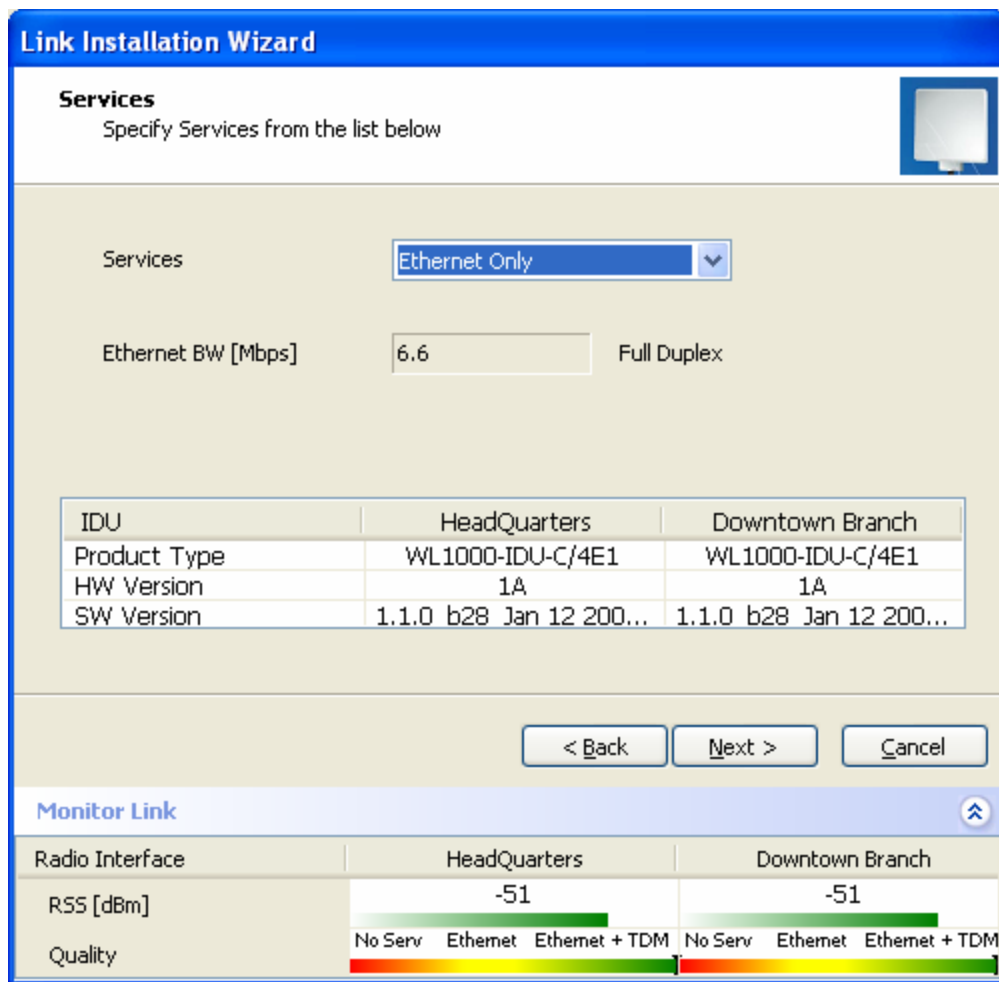 Link Installation Wizard
Services
Specify Services from the list below
Services Ethernet Only
Ethernet BW [Mbps] 6.6 Full Duplex
IDU HeadQuarters Downtown Branch
Product Type WL1000-IDU-C/4E1 WL1000-IDU-C/4E1
HW Version 1A 1A
SW Version 1.1.0 b28 Jan 12 200... 1.1.0 b28 Jan 12 200...
< Back Next > Cancel
Monitor Link
Radio Interface HeadQuarters Downtown Branch
RSS [dBm] -51 -51
Quality No Serv Ethernet Ethernet + TDM No Serv Ethernet Ethernet + TDM